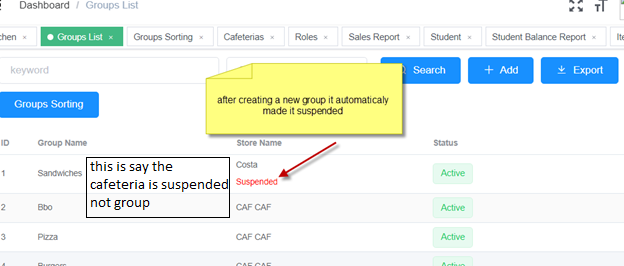 Dashboard / Groups List
chen ×
Groups List ×
Groups Sorting ×
Cafeterias ×
Roles ×
Sales Report ×
Student ×
Student Balance Report ×
Ite
keyword
Search
+ Add
Export
Groups Sorting
after creating a new group it automaticaly
made it suspended
ID Group Name Store Name Status
1 Sandwiches Costa
Suspended
Active
this is say the
cafeteria is suspended
not group
2 Bbo CAF CAF Active
3 Pizza CAF CAF Active
4 Burgers CAF CAF